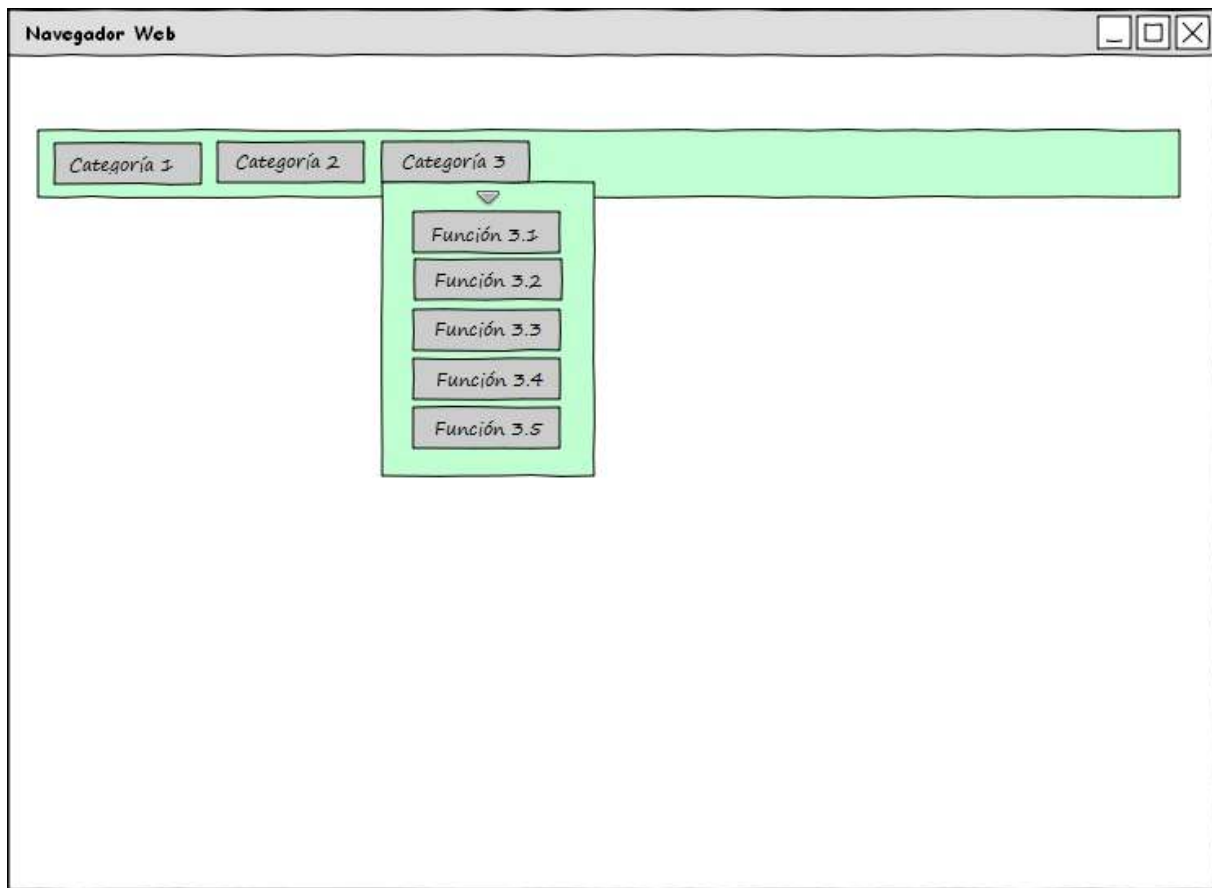 Navegador Web
Categoría 1
Categoría 2
Categoría 3
Función 3.1
Función 3.2
Función 3.3
Función 3.4
Función 3.5